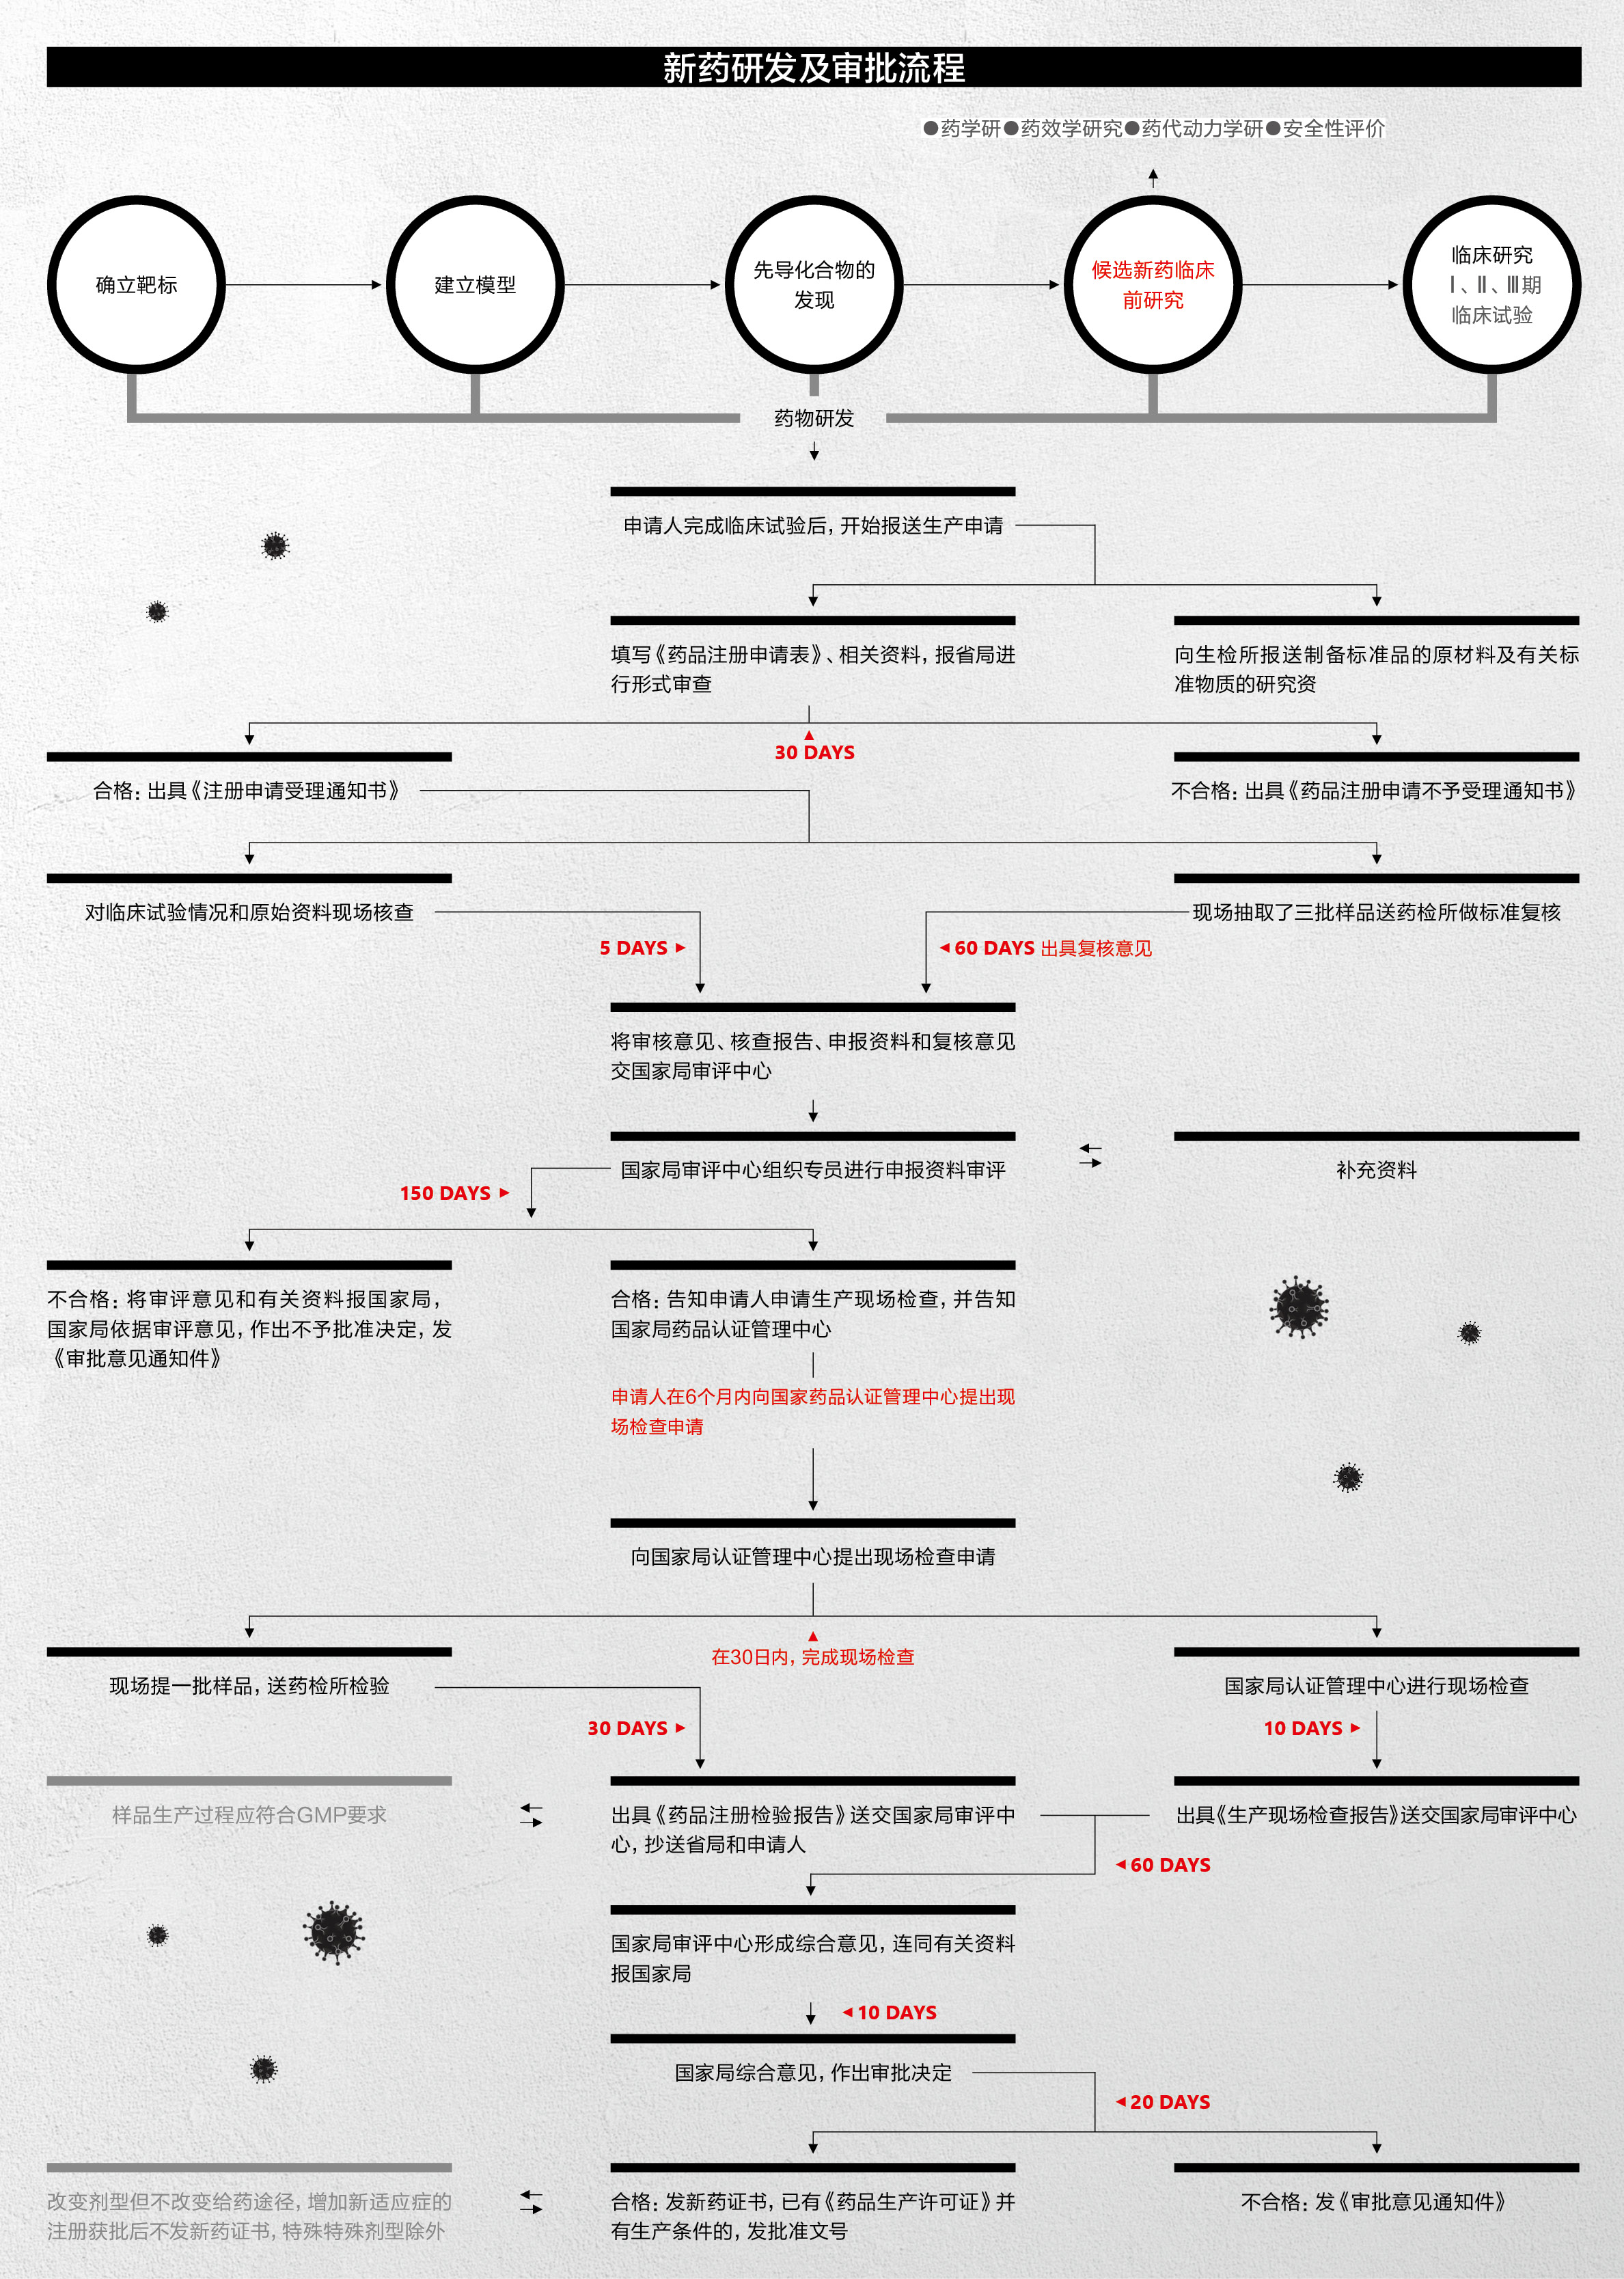 新药研发及审批流程
●药学研●药效学研究●药代动力学研●安全性评价
确立靶标
建立模型
先导化合物的
发现
候选新药临床
前研究
临床研究
Ⅰ、Ⅱ、Ⅲ期
临床试验
药物研发
申请人完成临床试验后，开始报送生产申请
填写《药品注册申请表》、相关资料，报省局进
行形式审查
向生检所报送制备标准品的原材料及有关标
准物质的研究资
30 DAYS
合格：出具《注册申请受理通知书》
不合格：出具《药品注册申请不予受理通知书》
对临床试验情况和原始资料现场核查
现场抽取了三批样品送药检所做标准复核
5 DAYS
60 DAYS 出具复核意见
将审核意见、核查报告、申报资料和复核意见
交国家局审评中心
国家局审评中心组织专员进行申报资料审评
补充资料
150 DAYS
不合格：将审评意见和有关资料报国家局，
国家局依据审评意见，作出不予批准决定，发
《审批意见通知件》
合格：告知申请人申请生产现场检查，并告知
国家局药品认证管理中心
申请人在6个月内向国家药品认证管理中心提出现
场检查申请
向国家局认证管理中心提出现场检查申请
在30日内，完成现场检查
现场提一批样品，送药检所检验
国家局认证管理中心进行现场检查
30 DAYS
10 DAYS
样品生产过程应符合GMP要求
出具《药品注册检验报告》送交国家局审评中
心，抄送省局和申请人
出具《生产现场检查报告》送交国家局审评中心
60 DAYS
国家局审评中心形成综合意见，连同有关资料
报国家局
10 DAYS
国家局综合意见，作出审批决定
20 DAYS
改变剂型但不改变给药途径，增加新适应症的
注册获批后不发新药证书，特殊特殊剂型除外
合格：发新药证书，已有《药品生产许可证》并
有生产条件的，发批准文号
不合格：发《审批意见通知件》